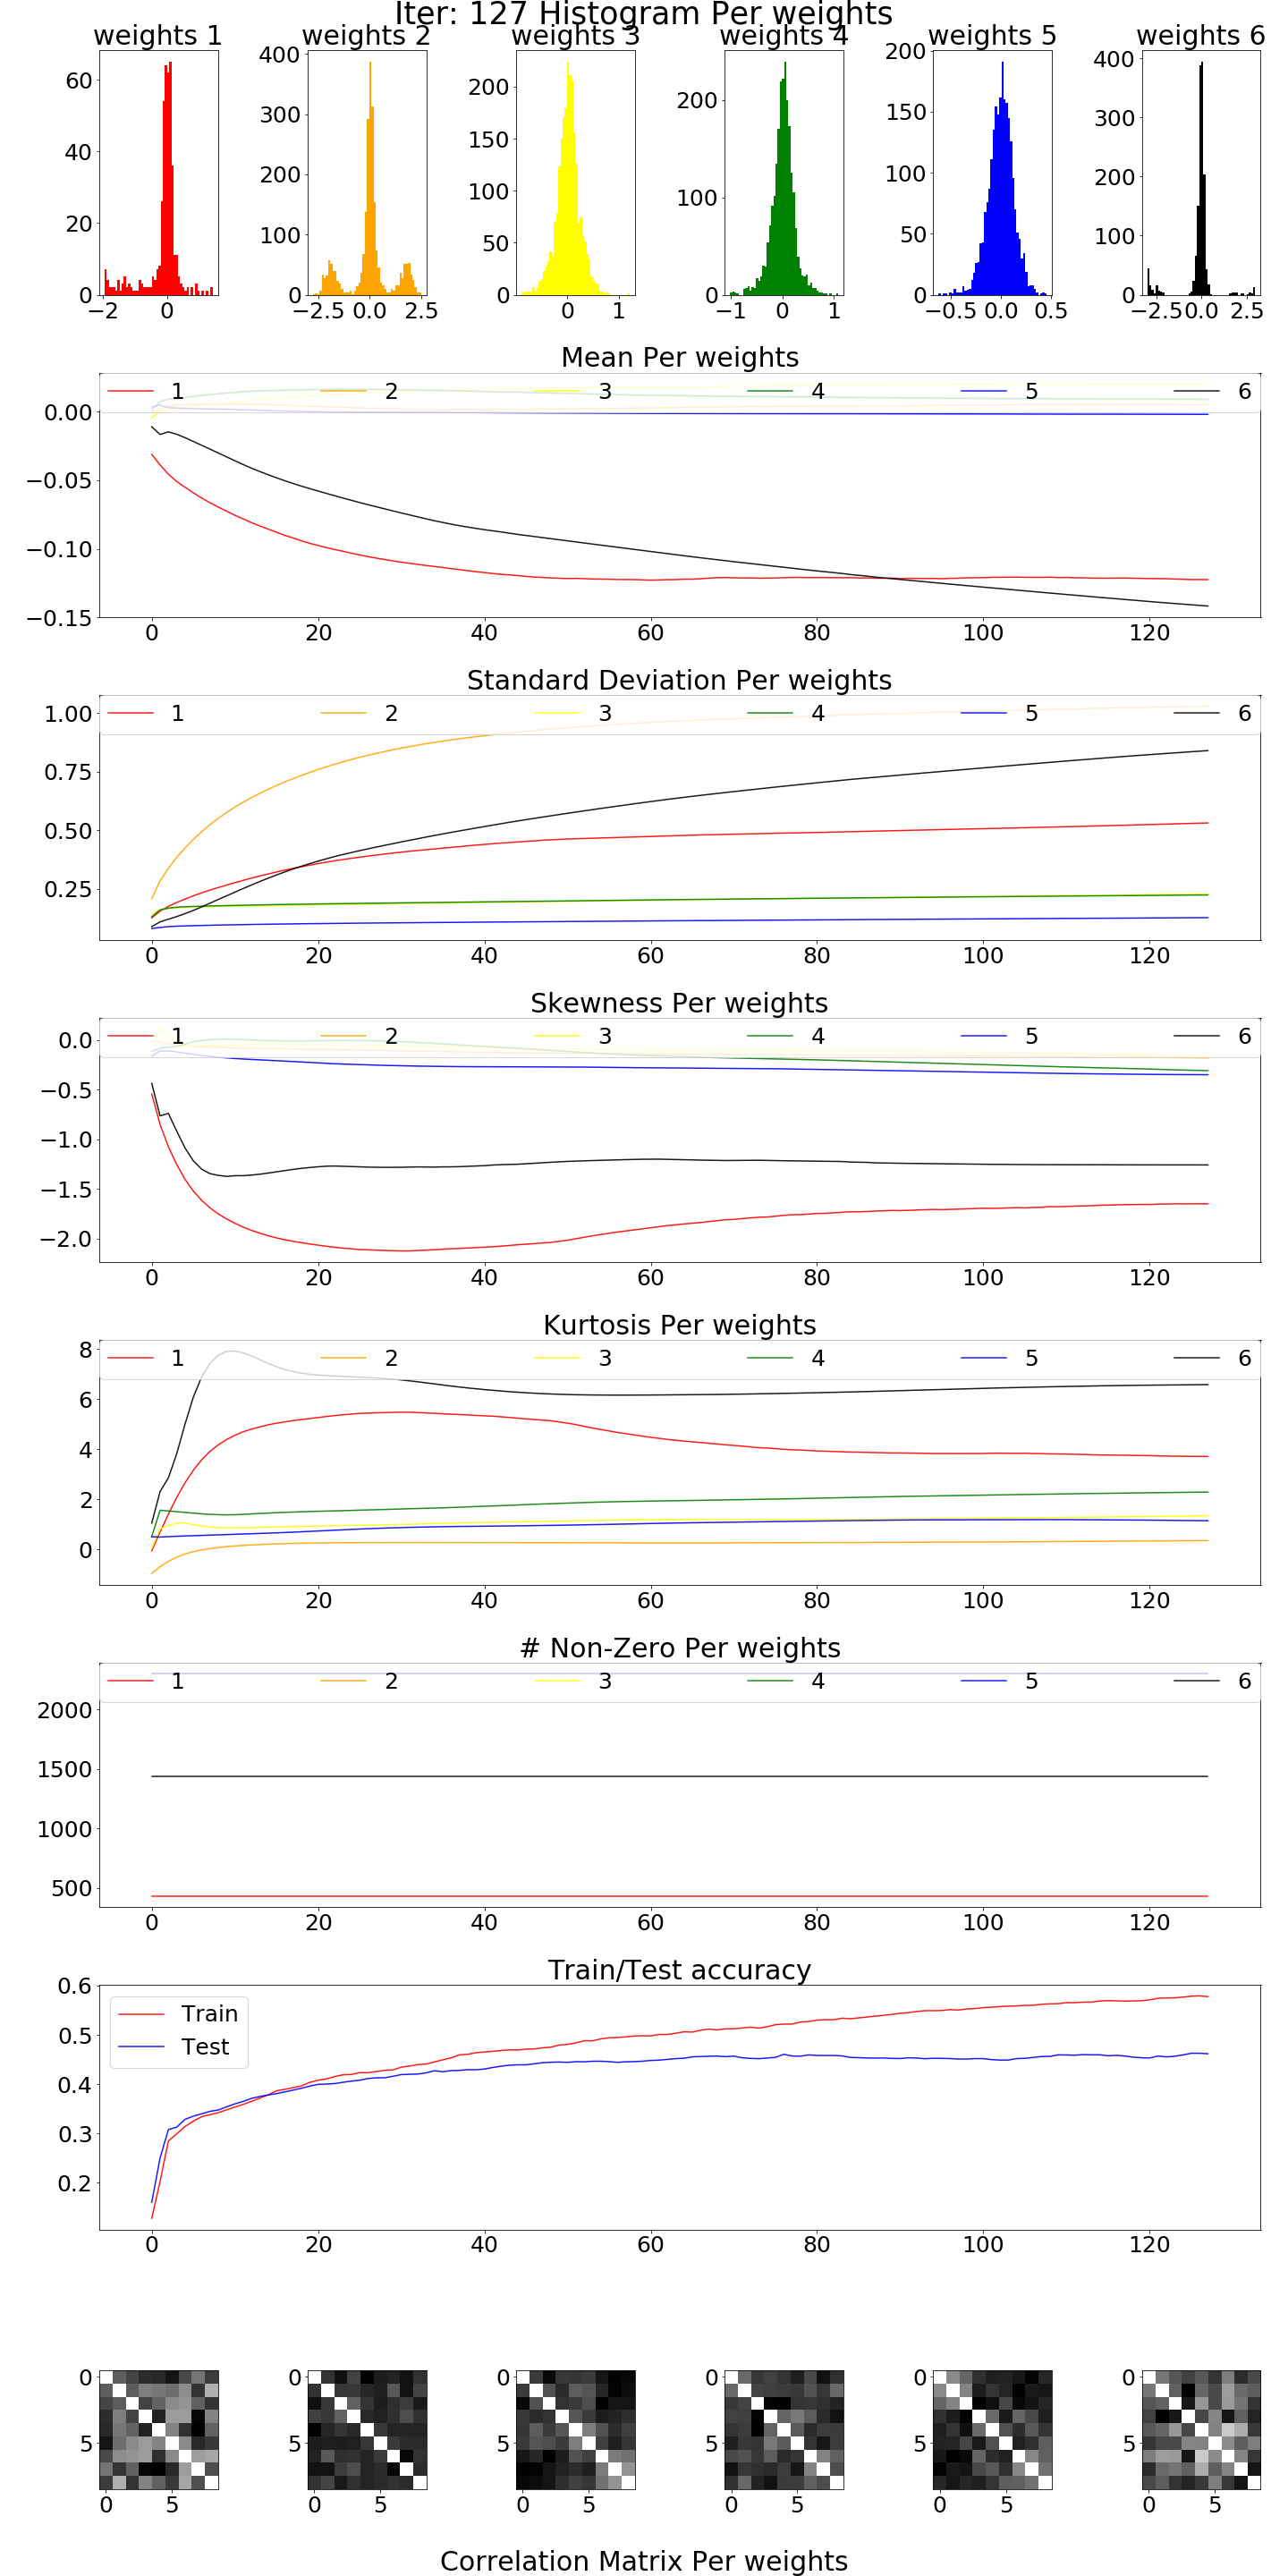 Iter: 127 Histogram Per weights
weights 1 weights 2 weights 3 weights 4 weights 5 weights 6
60 40 20 0
−2 0
400 300 200 100 0
−2.5 0.0 2.5
200 150 100 50 0
0 1
200 100 0
−1 0 1
200 150 100 50 0
−0.5 0.0 0.5
400 300 200 100 0
−2.5 0.0 2.5
Mean Per weights
1 2 3 4 5 6
0.00
−0.05
−0.10
−0.15
0 20 40 60 80 100 120
Standard Deviation Per weights
1 2 3 4 5 6
1.00
0.75
0.50
0.25
0 20 40 60 80 100 120
Skewness Per weights
1 2 3 4 5 6
0.0
−0.5
−1.0
−1.5
−2.0
0 20 40 60 80 100 120
Kurtosis Per weights
1 2 3 4 5 6
8
6
4
2
0
0 20 40 60 80 100 120
# Non-Zero Per weights
1 2 3 4 5 6
2000
1500
1000
500
0 20 40 60 80 100 120
Train/Test accuracy
Train
Test
0.6
0.5
0.4
0.3
0.2
0 20 40 60 80 100 120
0 0 0 0 0 0
5 5 5 5 5 5
0 5 0 5 0 5 0 5 0 5 0 5
Correlation Matrix Per weights